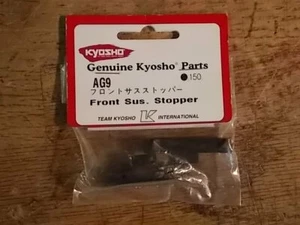 KYOSHO
Genuine Kyosho Parts
AG9 ●150
フロントサスストッパー
Front Sus. Stopper
TEAM KYOSHO K INTERNATIONAL